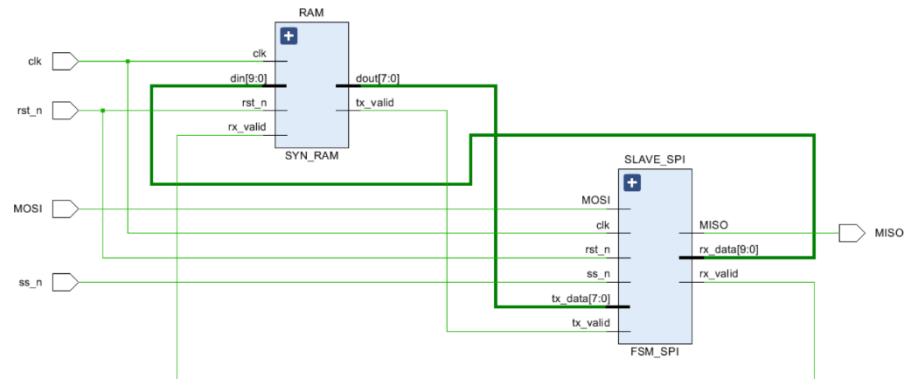 RAM
clk
din[9:0]
rst_n
rx_valid
dout[7:0]
tx_valid
SYN_RAM
clk
rst_n
MOSI
ss_n
SLAVE_SPI
MOSI
clk
rst_n
ss_n
tx_data[7:0]
tx_valid
MISO
rx_data[9:0]
rx_valid
FSM_SPI
MISO